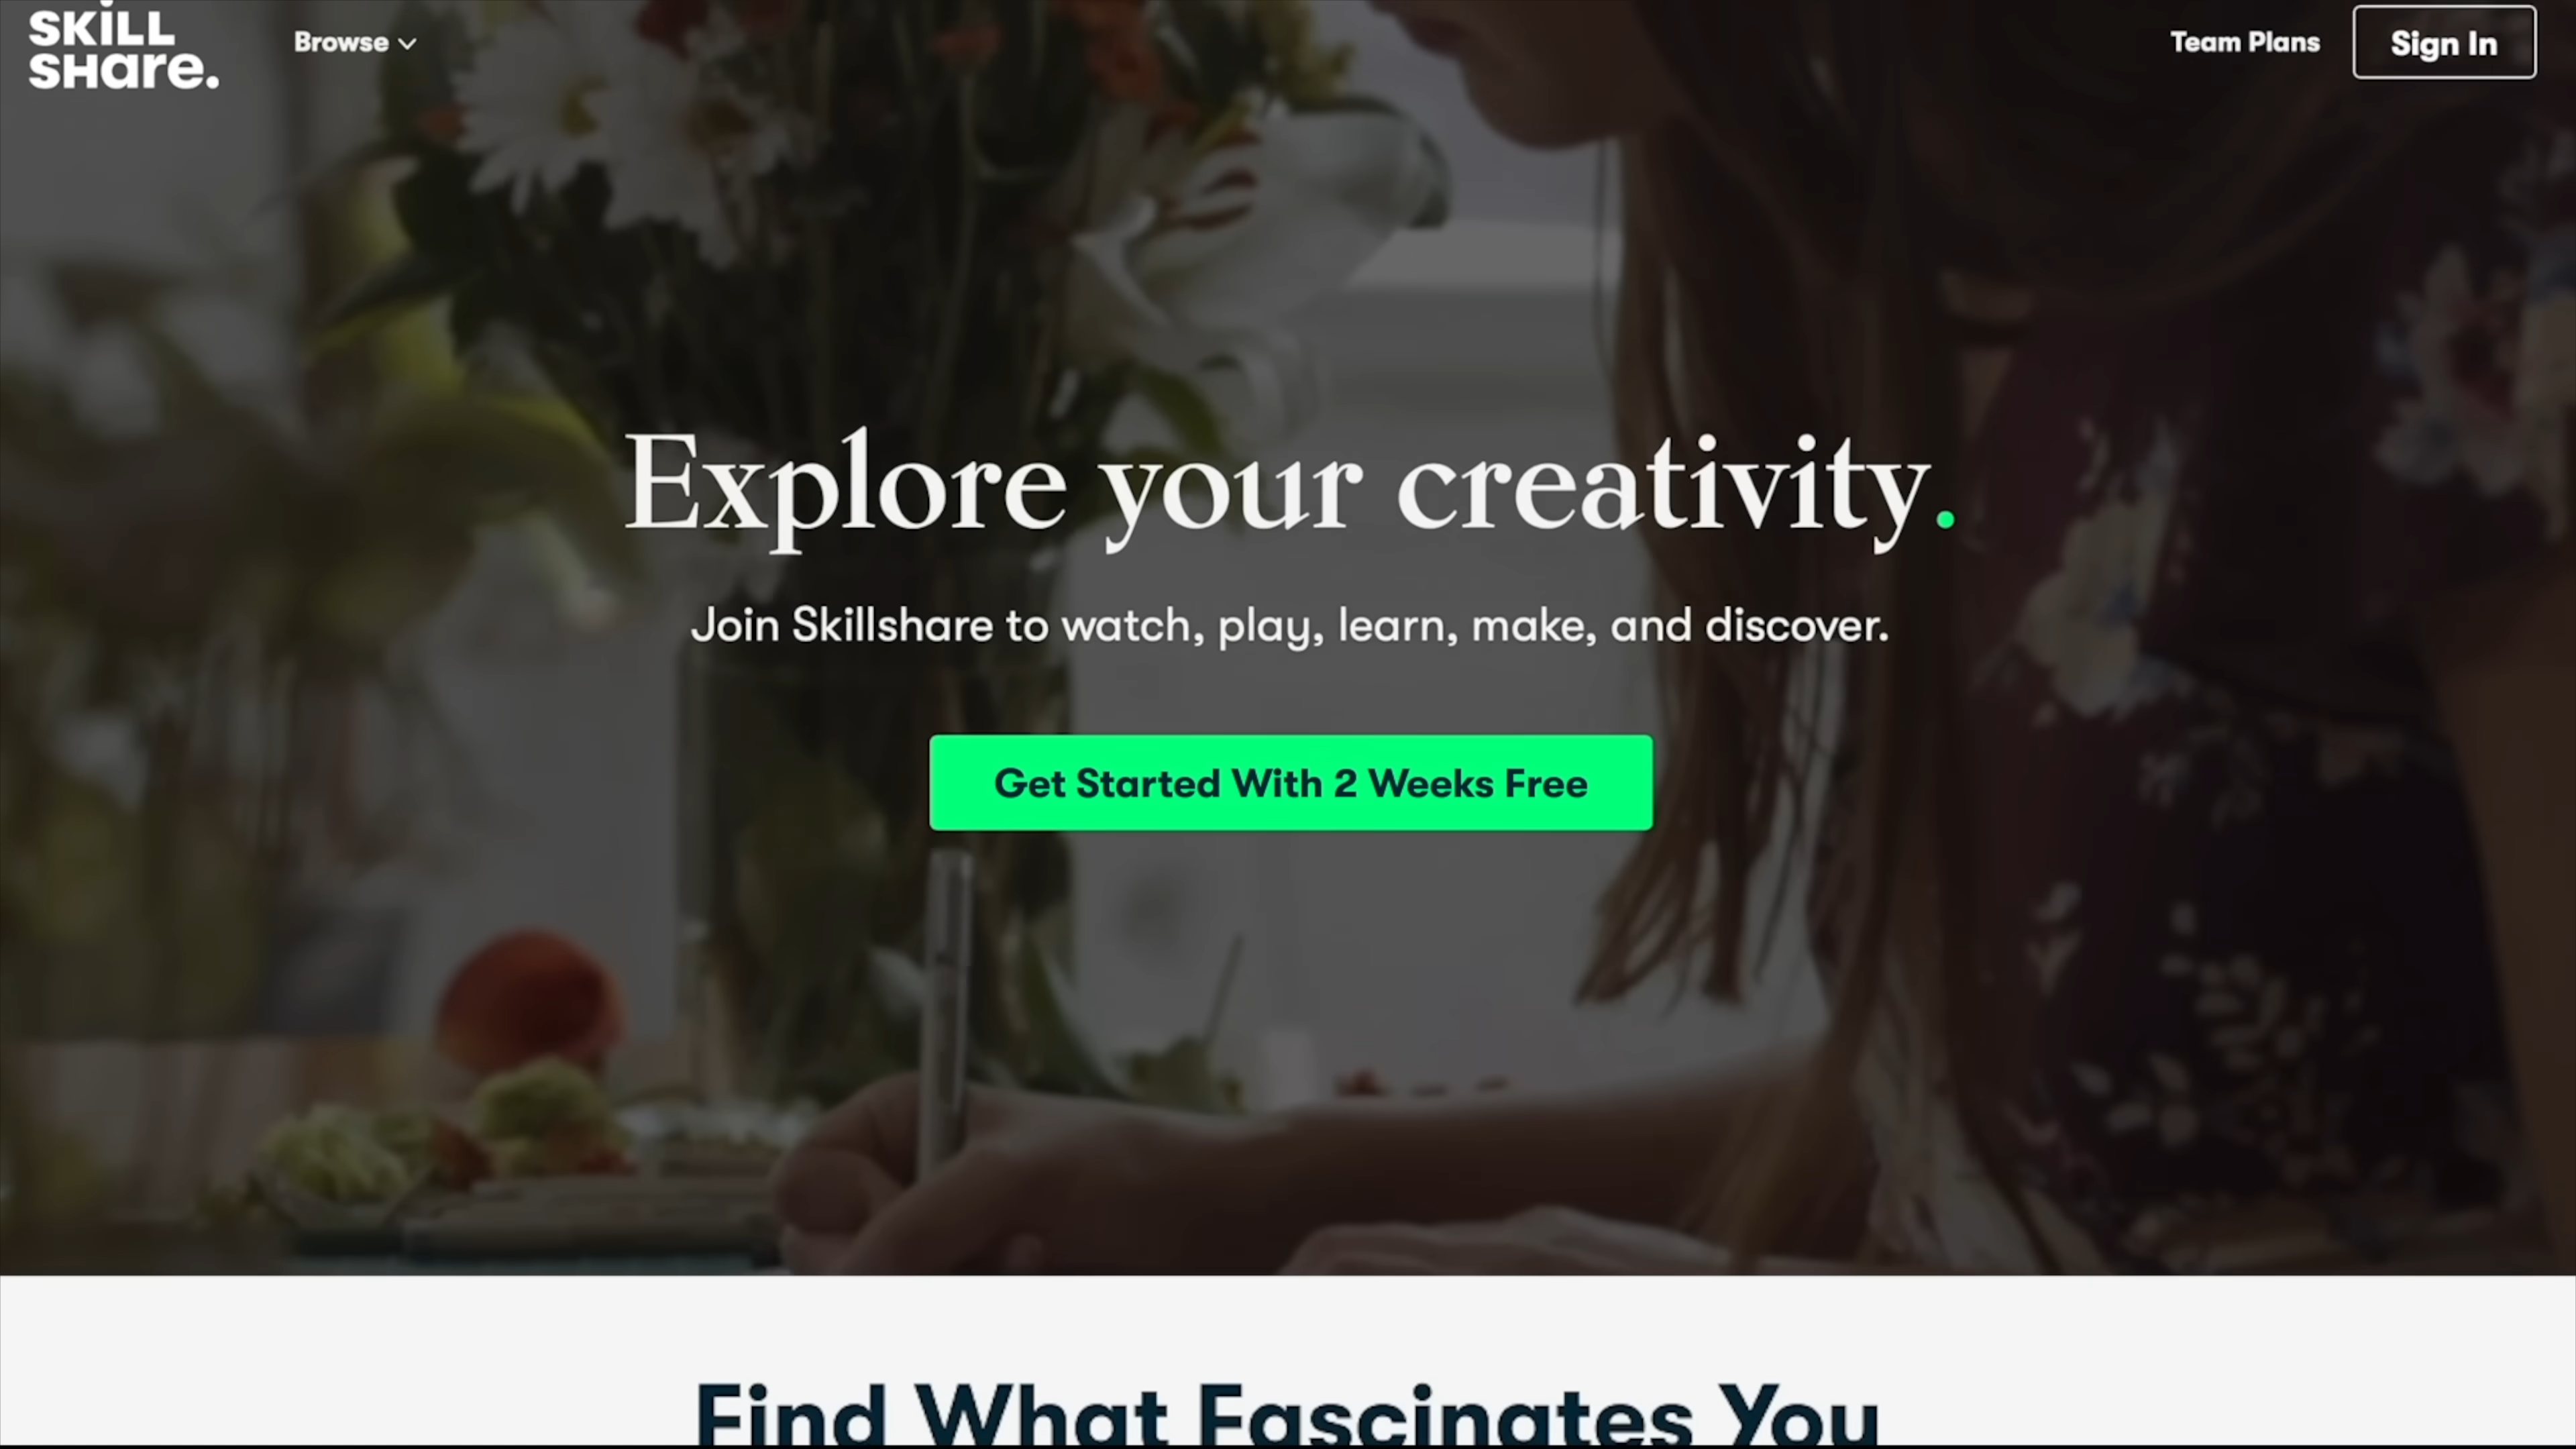 SKiLL
SHare.
Browse
Team Plans
Sign In
Explore your creativity.
Join Skillshare to watch, play, learn, make, and discover.
Get Started With 2 Weeks Free
Find What Fascinates You